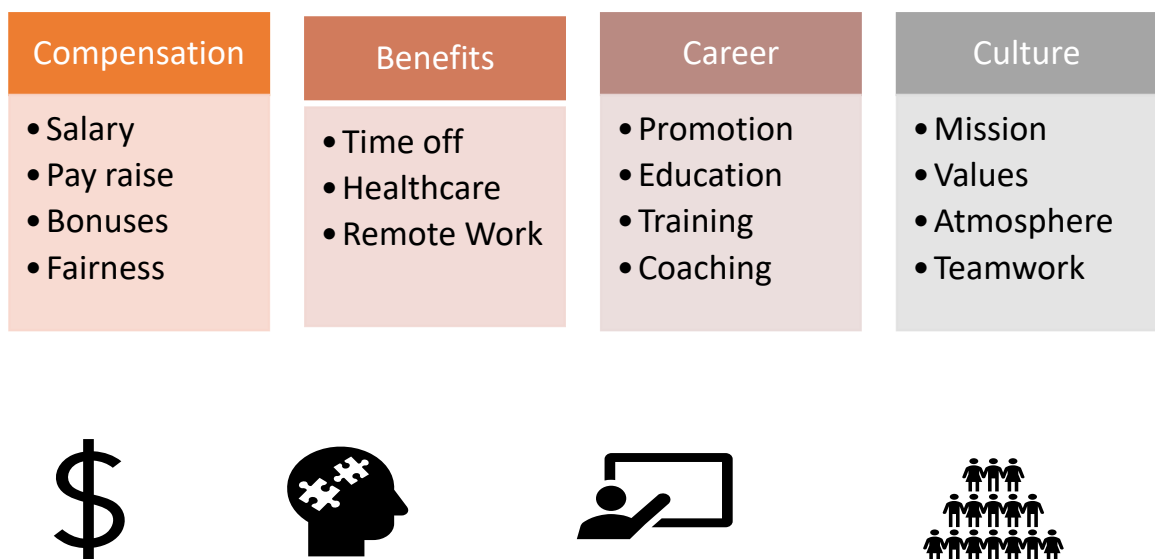 Compensation
• Salary
• Pay raise
• Bonuses
• Fairness
Benefits
• Time off
• Healthcare
• Remote Work
Career
• Promotion
• Education
• Training
• Coaching
Culture
• Mission
• Values
• Atmosphere
• Teamwork
$